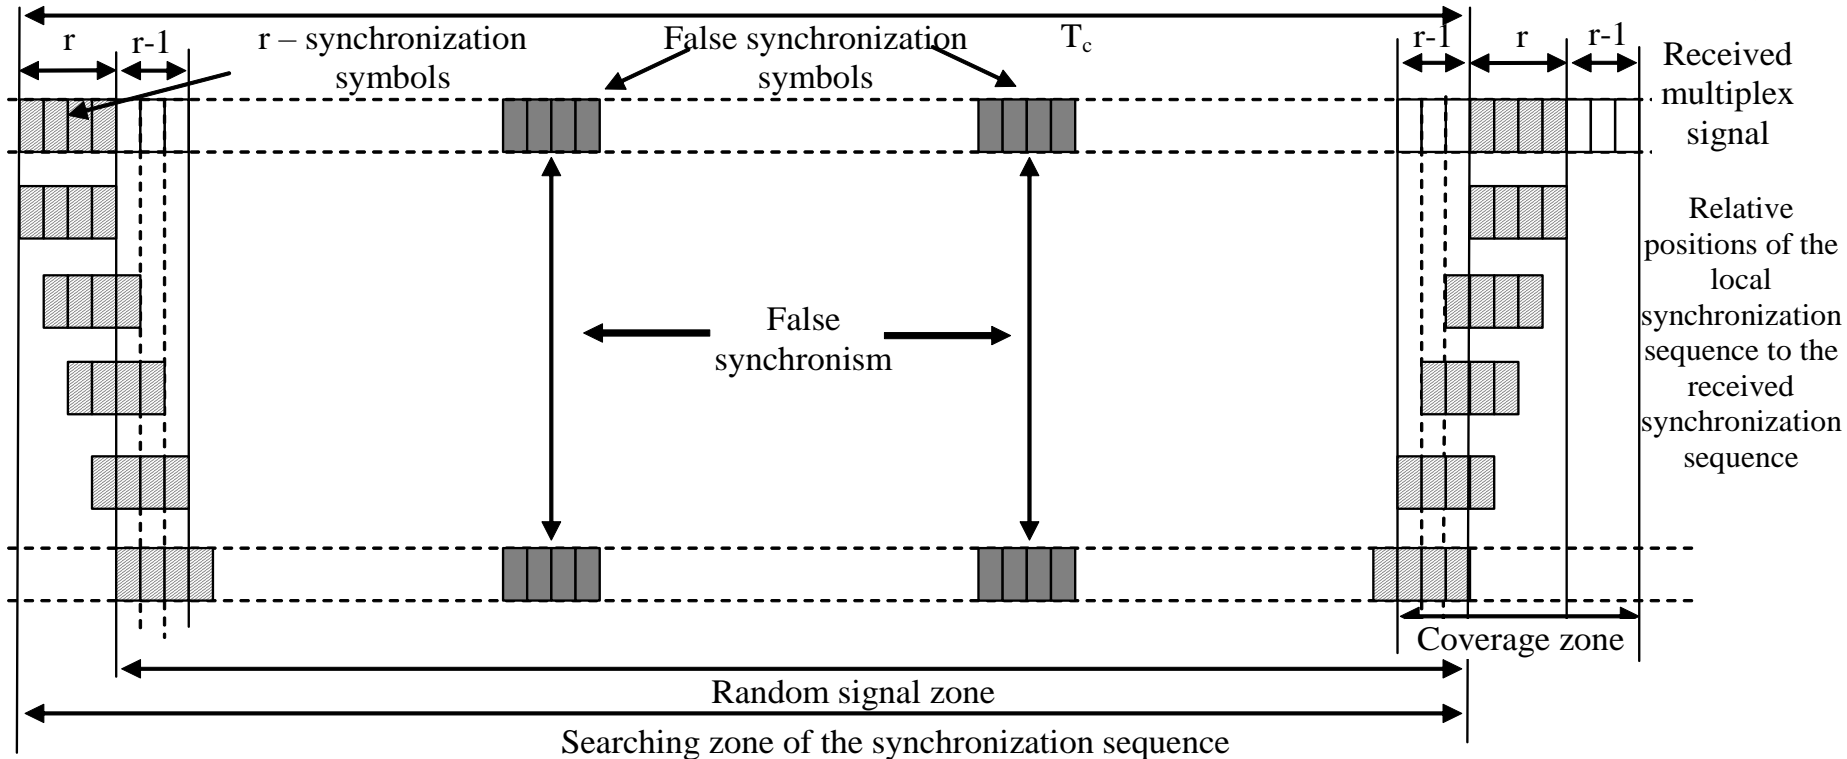 r
r-1
r – synchronization
symbols
False synchronization
symbols
T_c
r-1
r
r-1
Received
multiplex
signal
Relative
positions of the
local
synchronization
sequence to the
received
synchronization
sequence
False
synchronism
Coverage zone
Random signal zone
Searching zone of the synchronization sequence